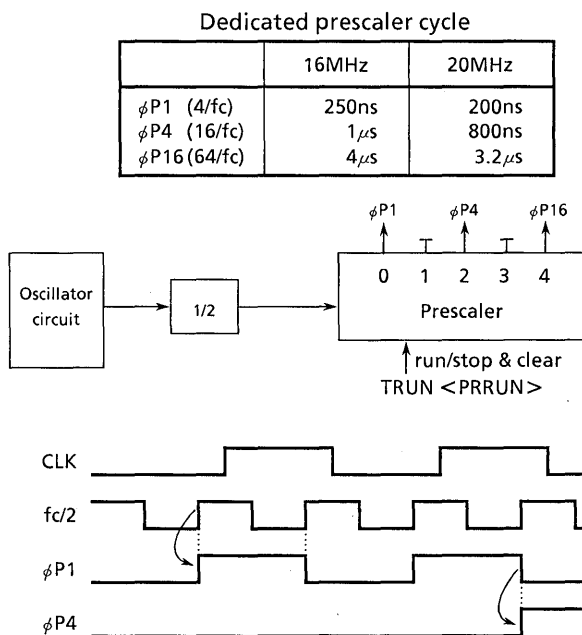 Dedicated prescaler cycle
16MHz 20MHz
ϕP1 (4/fc) 250ns 200ns
ϕP4 (16/fc) 1μs 800ns
ϕP16 (64/fc) 4μs 3.2μs
ϕP1 ϕP4 ϕP16
0 1 2 3 4
Oscillator
circuit
1/2
Prescaler
run/stop & clear
TRUN <PRRUN>
CLK
fc/2
ϕP1
ϕP4